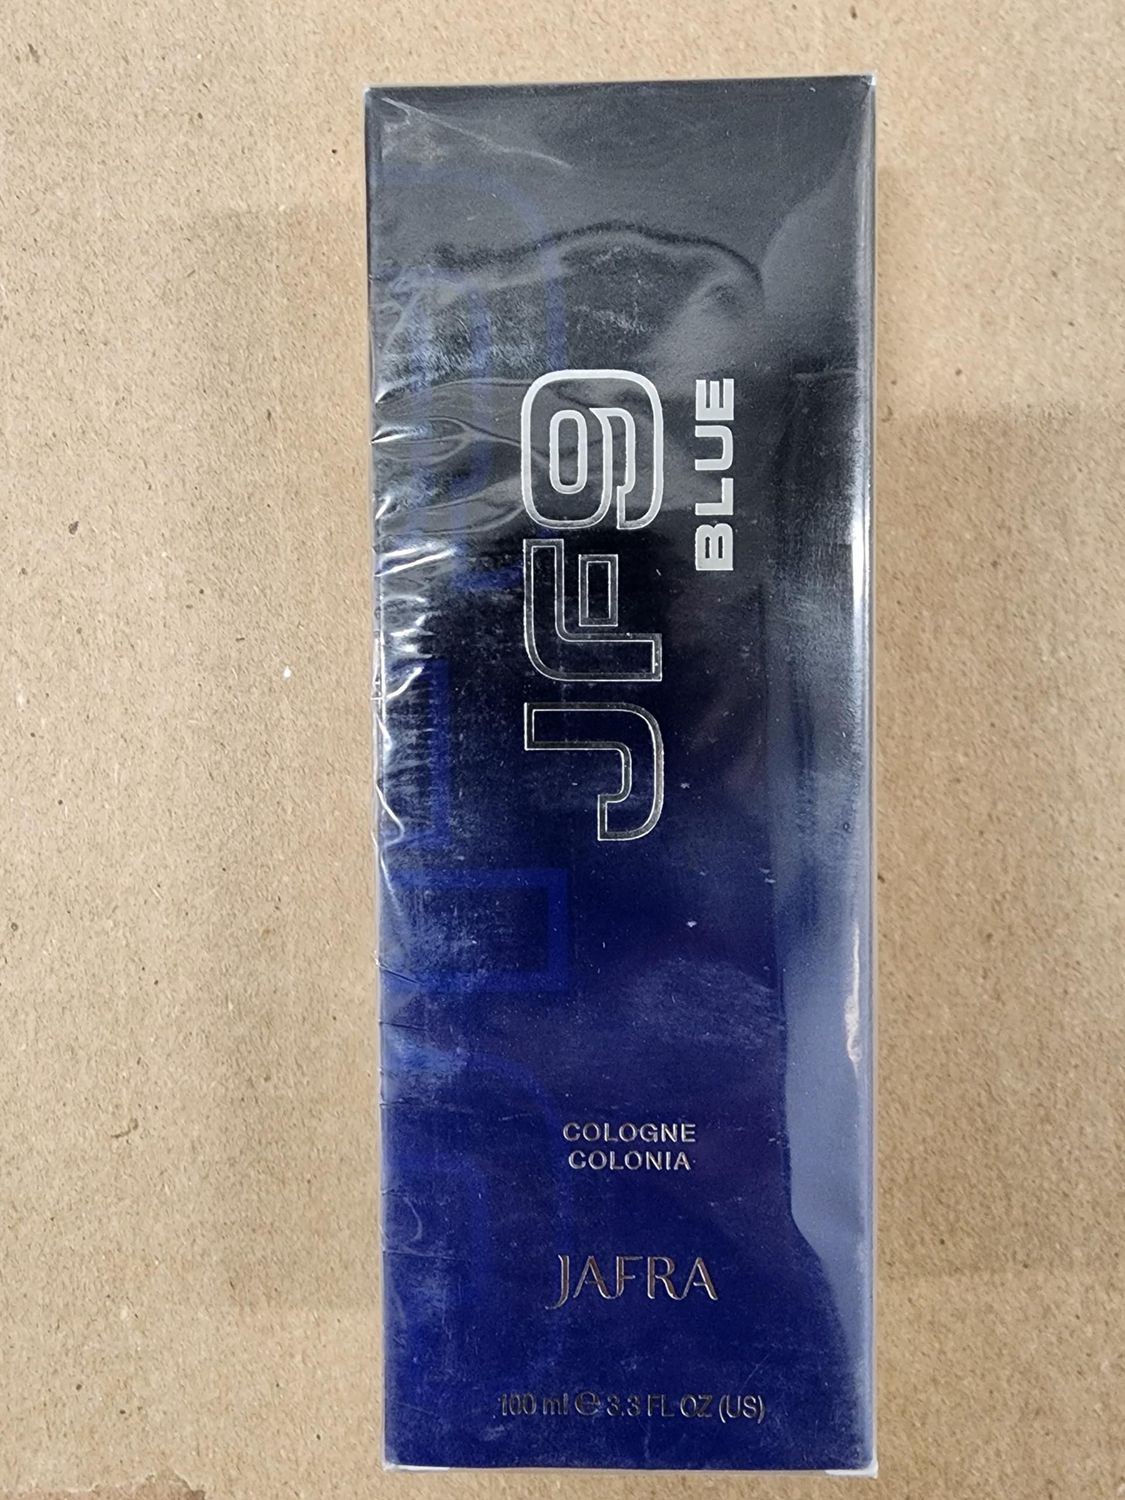 JF9
BLUE
COLOGNE
COLONIA
JAFRA
100 ml ℮ 3.3 FL OZ (US)